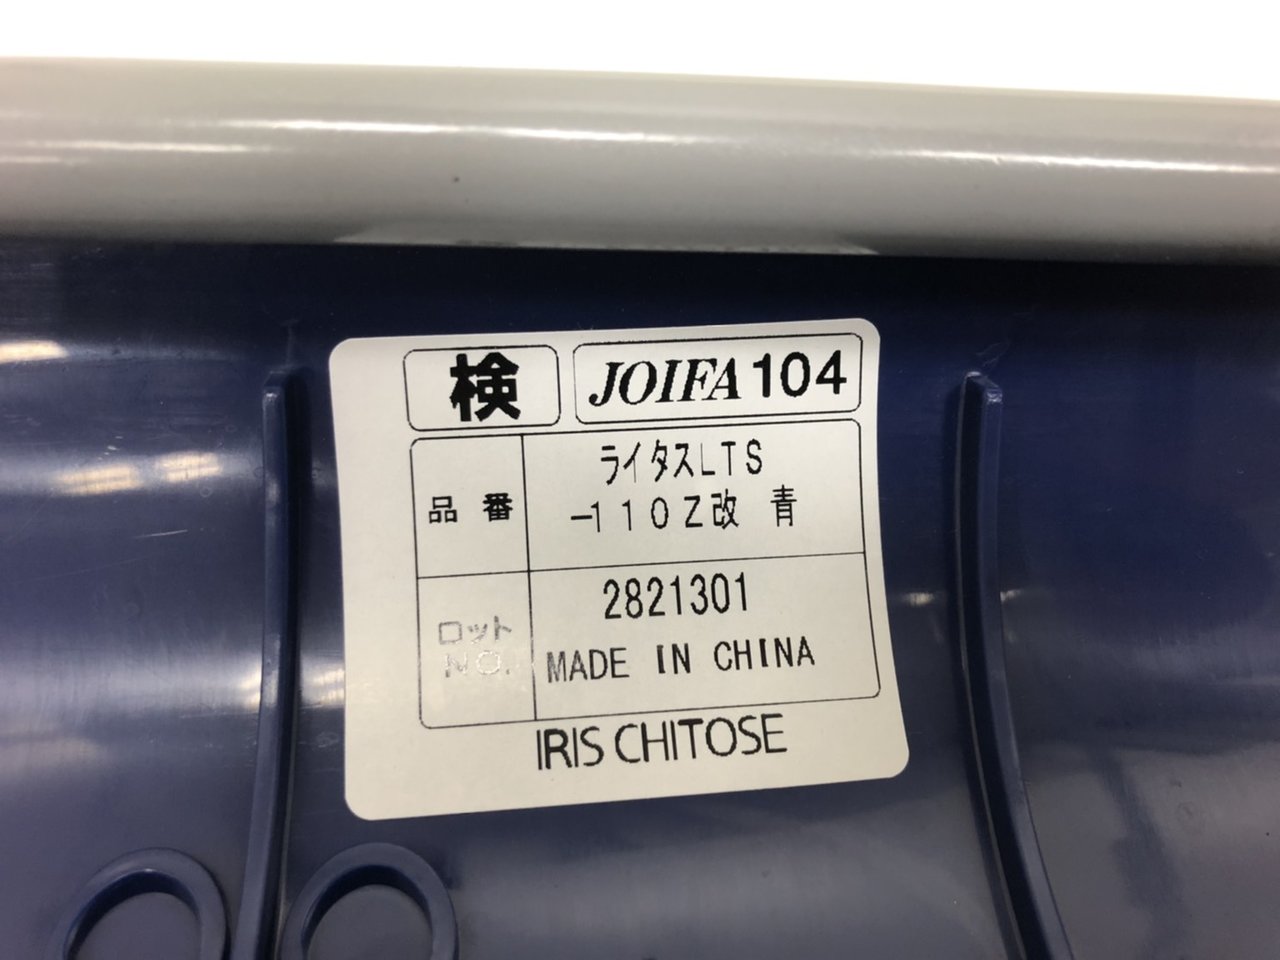 検 JOIFA 104
品番 ライタスLTS
-110Z改 青
ロット 2821301
NO. MADE IN CHINA
IRIS CHITOSE